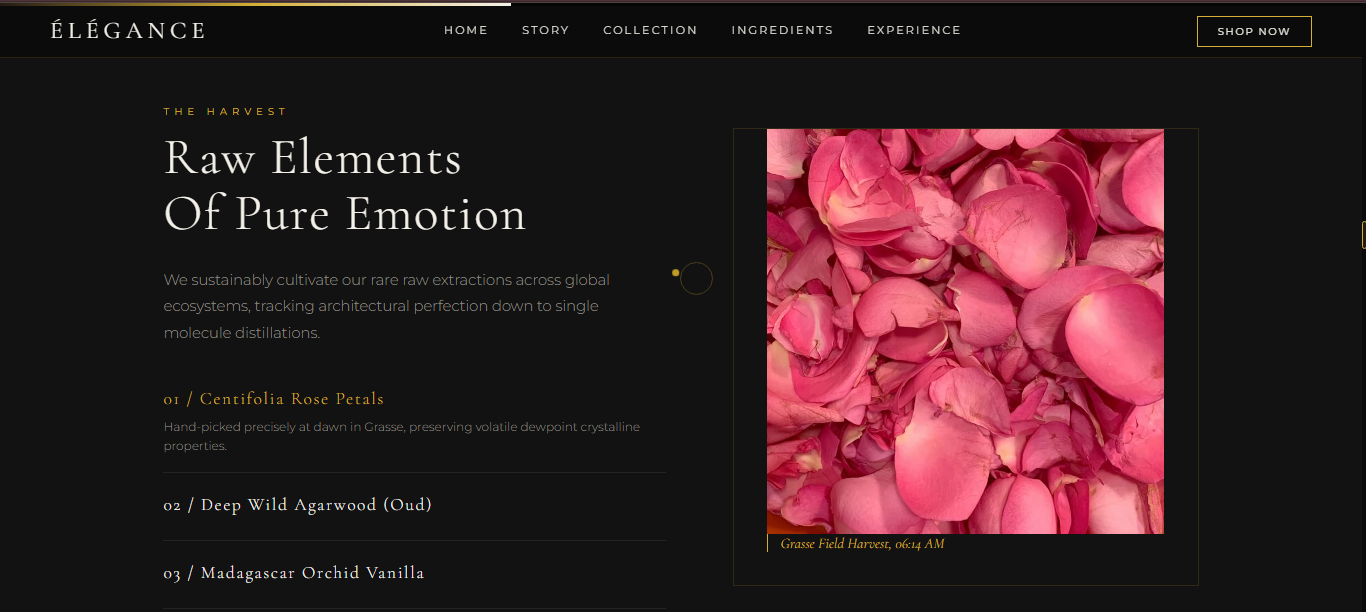 ÉLÉGANCE
HOME
STORY
COLLECTION
INGREDIENTS
EXPERIENCE
SHOP NOW
THE HARVEST
Raw Elements
Of Pure Emotion
We sustainably cultivate our rare raw extractions across global
ecosystems, tracking architectural perfection down to single
molecule distillations.
01 / Centifolia Rose Petals
Hand-picked precisely at dawn in Grasse, preserving volatile dewpoint crystalline
properties.
02 / Deep Wild Agarwood (Oud)
03 / Madagascar Orchid Vanilla
Grasse Field Harvest, 06:14 AM